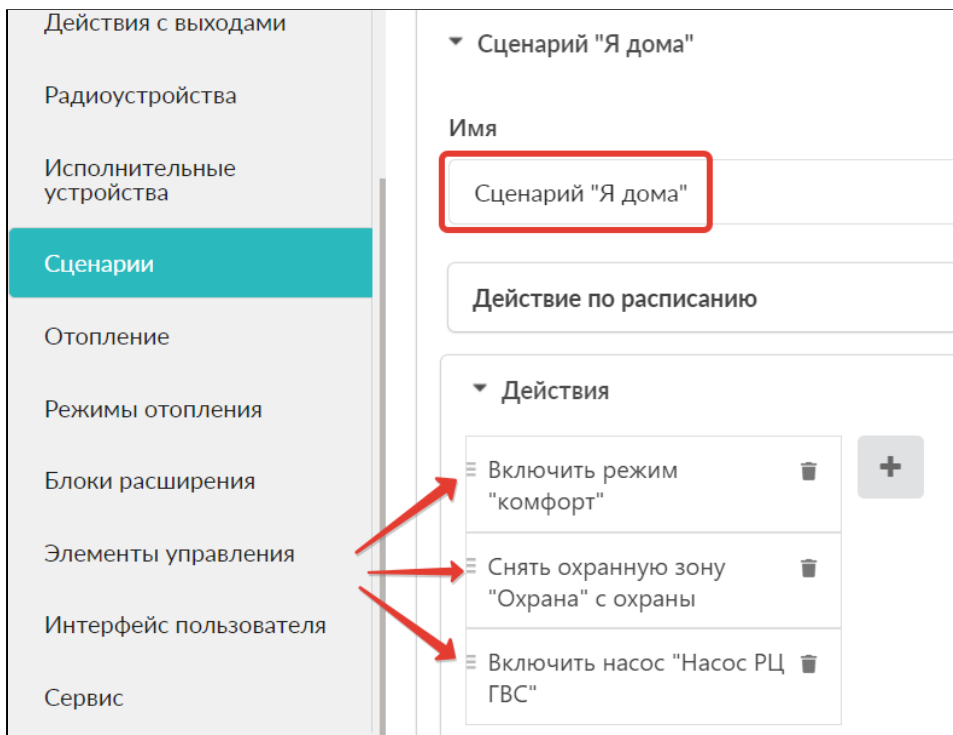 Действия с выходами
Радиоустройства
Исполнительные
устройства
Сценарии
Отопление
Режимы отопления
Блоки расширения
Элементы управления
Интерфейс пользователя
Сервис
Сценарий "Я дома"
Имя
Сценарий "Я дома"
Действие по расписанию
Действия
Включить режим
"комфорт"
Снять охранную зону
"Охрана" с охраны
Включить насос "Насос РЦ
ГВС"